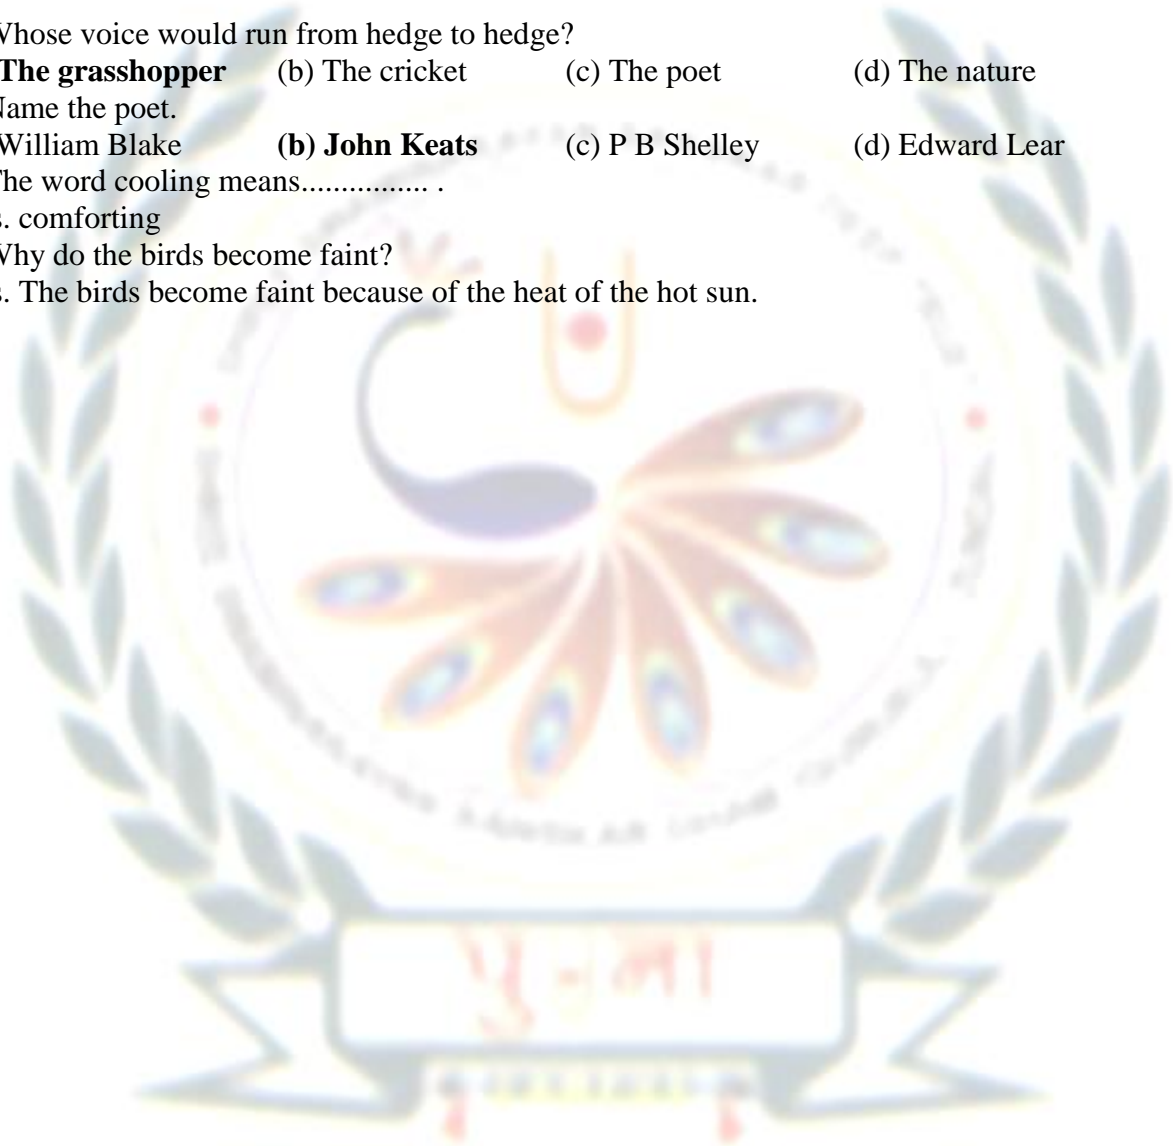 Whose voice would run from hedge to hedge?
The grasshopper (b) The cricket (c) The poet (d) The nature
Name the poet.
William Blake (b) John Keats (c) P B Shelley (d) Edward Lear
The word cooling means................ .
s. comforting
Why do the birds become faint?
s. The birds become faint because of the heat of the hot sun.